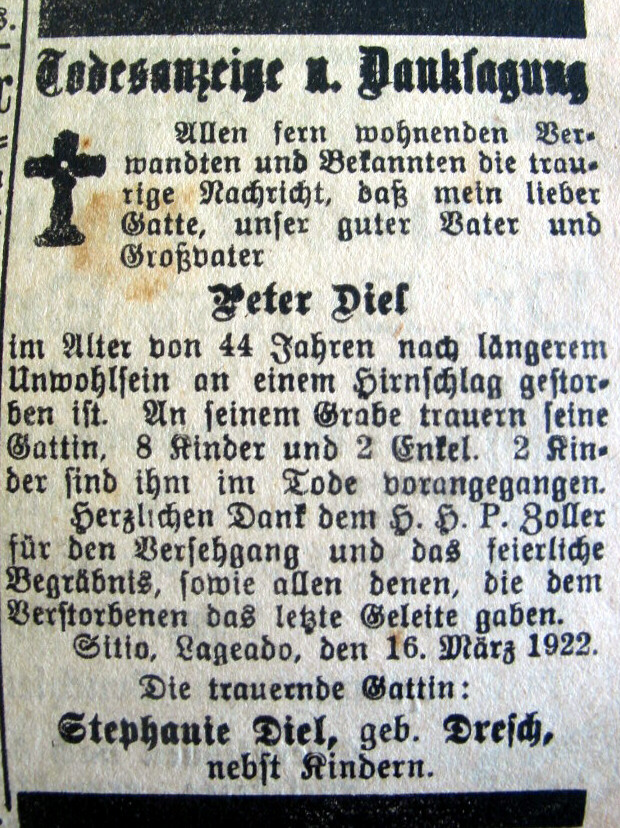 Todesanzeige u. Danksagung
Allen fern wohnenden Ver-
wandten und Bekannten die trau-
rige Nachricht, daß mein lieber
Gatte, unser guter Vater und
Großvater
Peter Diel
im Alter von 44 Jahren nach längerem
Unwohlsein an einem Hirnschlag gestor-
ben ist. An seinem Grabe trauern seine
Gattin, 8 Kinder und 2 Enkel. 2 Kin-
der sind ihm im Tode vorangegangen.
Herzlichen Dank dem H. H. P. Zoller
für den Versehgang und das feierliche
Begräbnis, sowie allen denen, die dem
Verstorbenen das letzte Geleite gaben.
Sitio, Lageado, den 16. März 1922.
Die trauernde Gattin:
Stephanie Diel, geb. Dresch,
nebst Kindern.